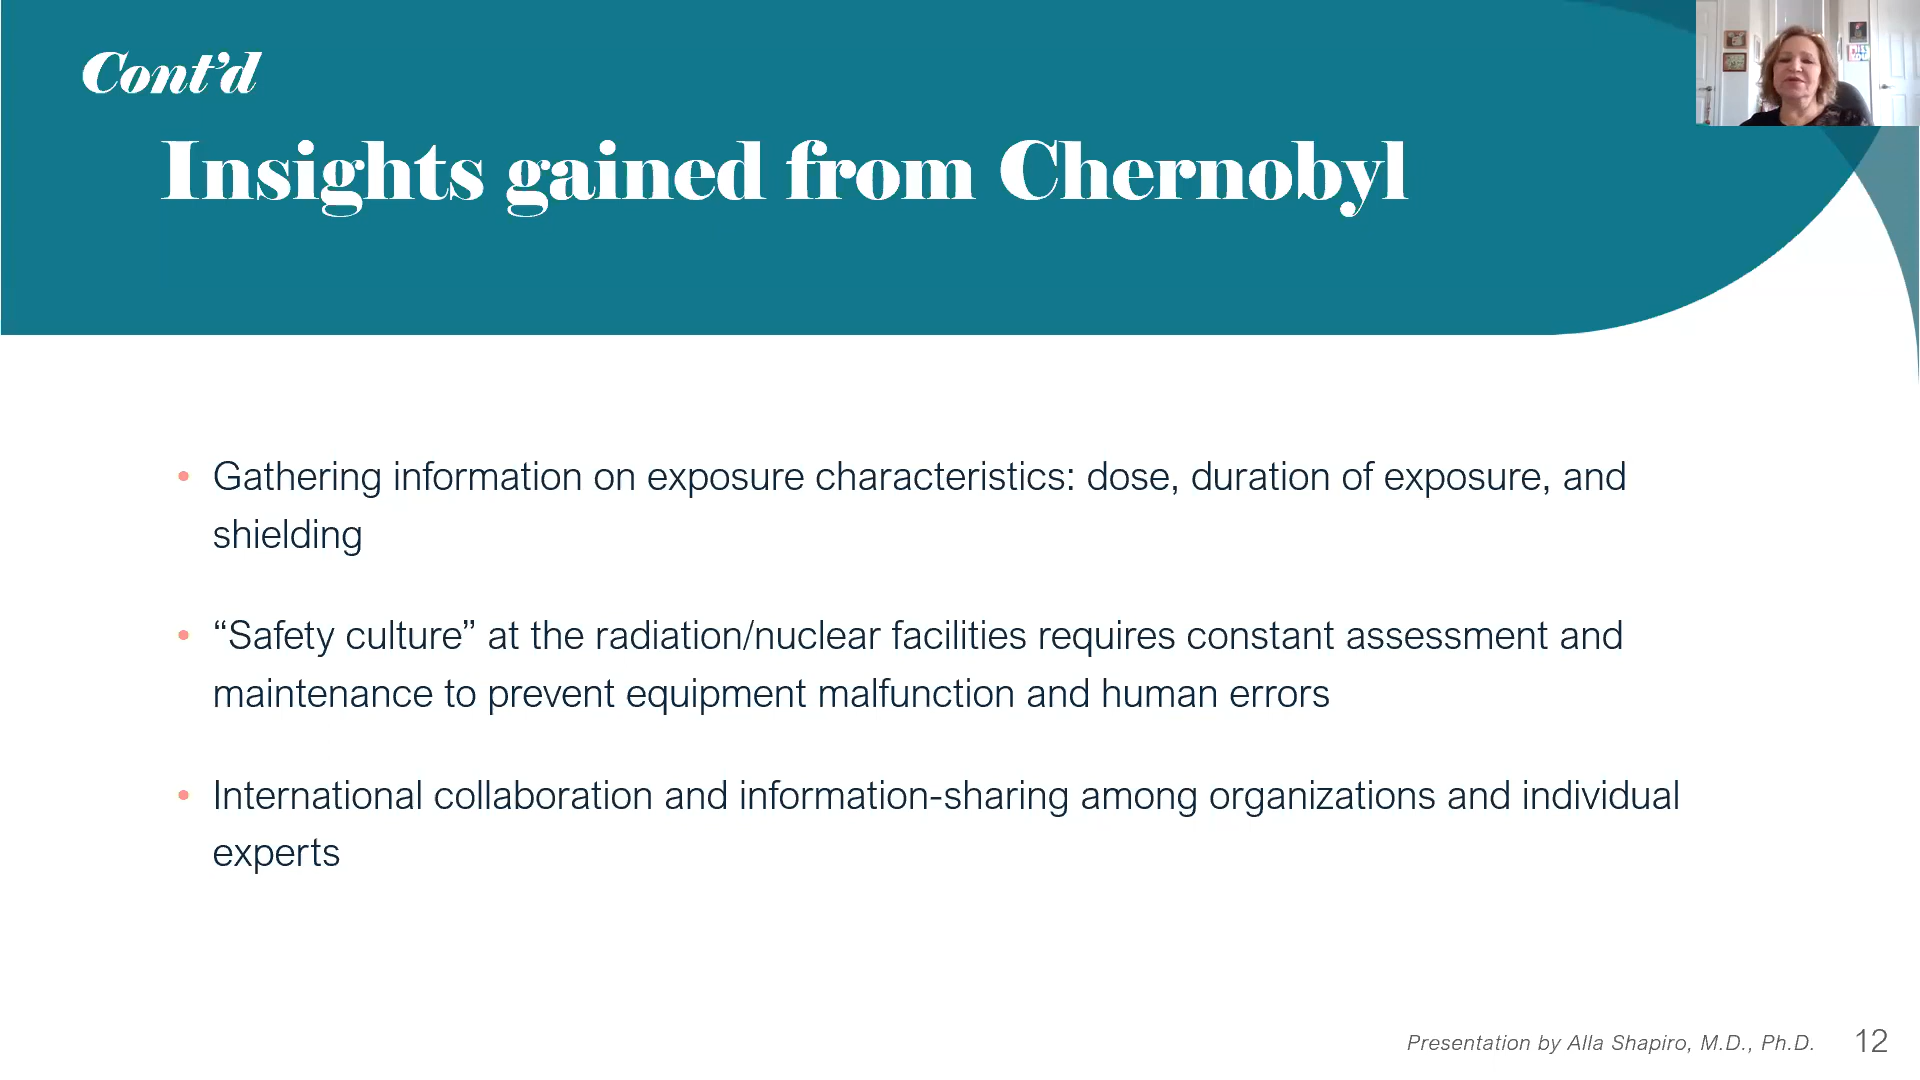 Cont’d
Insights gained from Chernobyl
• Gathering information on exposure characteristics: dose, duration of exposure, and
shielding
• “Safety culture” at the radiation/nuclear facilities requires constant assessment and
maintenance to prevent equipment malfunction and human errors
• International collaboration and information-sharing among organizations and individual
experts
Presentation by Alla Shapiro, M.D., Ph.D. 12